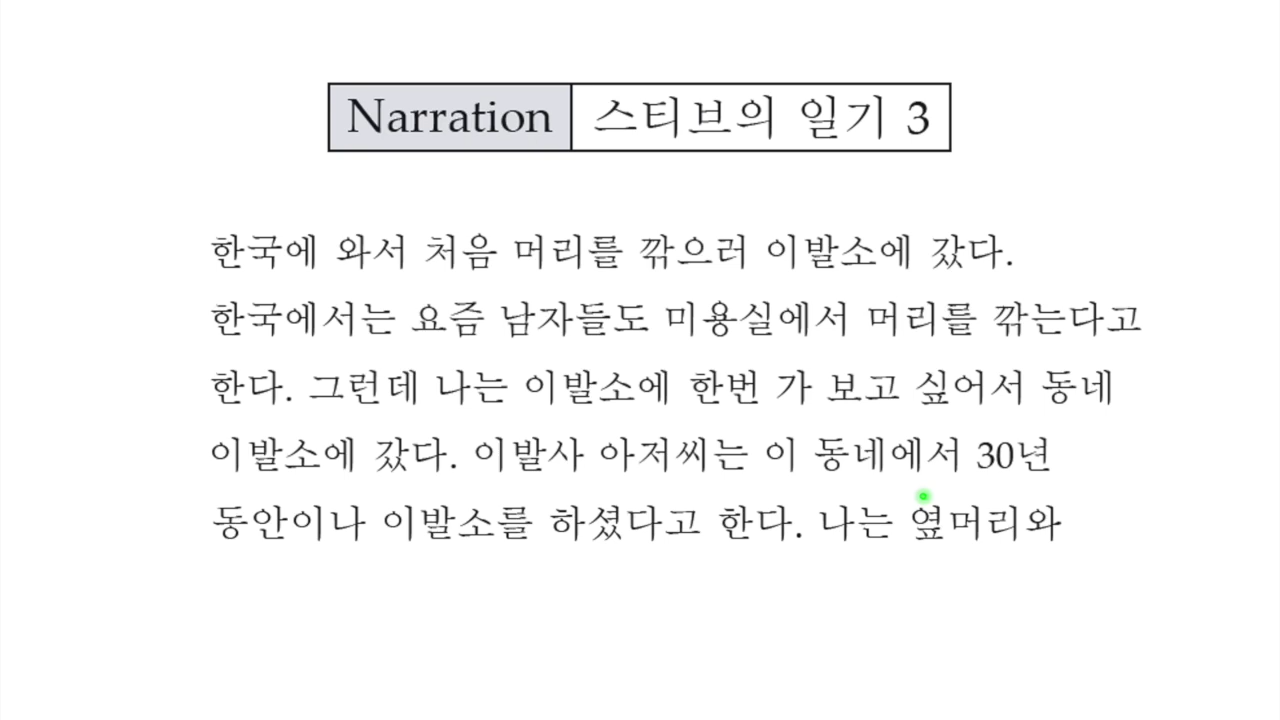 Narration 스티브의 일기 3
한국에 와서 처음 머리를 깎으러 이발소에 갔다.
한국에서는 요즘 남자들도 미용실에서 머리를 깎는다고
한다. 그런데 나는 이발소에 한번 가 보고 싶어서 동네
이발소에 갔다. 이발사 아저씨는 이 동네에서 30년
동안이나 이발소를 하셨다고 한다. 나는 옆머리와